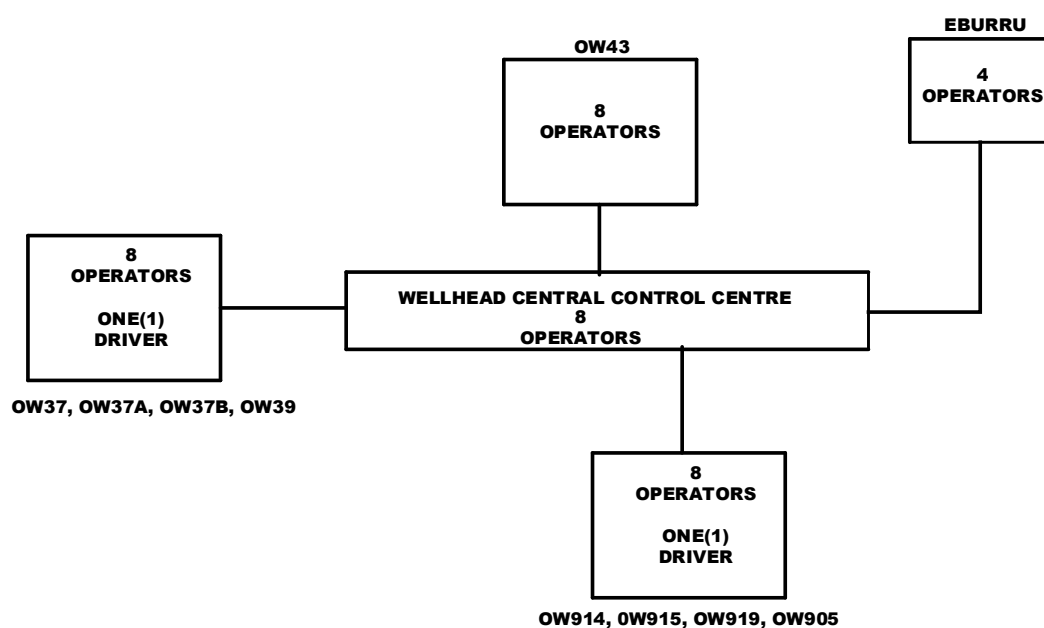 EBURRU
4
OPERATORS
OW43
8
OPERATORS
8
OPERATORS
ONE(1)
DRIVER
OW37, OW37A, OW37B, OW39
WELLHEAD CENTRAL CONTROL CENTRE
8
OPERATORS
8
OPERATORS
ONE(1)
DRIVER
OW914, 0W915, OW919, OW905